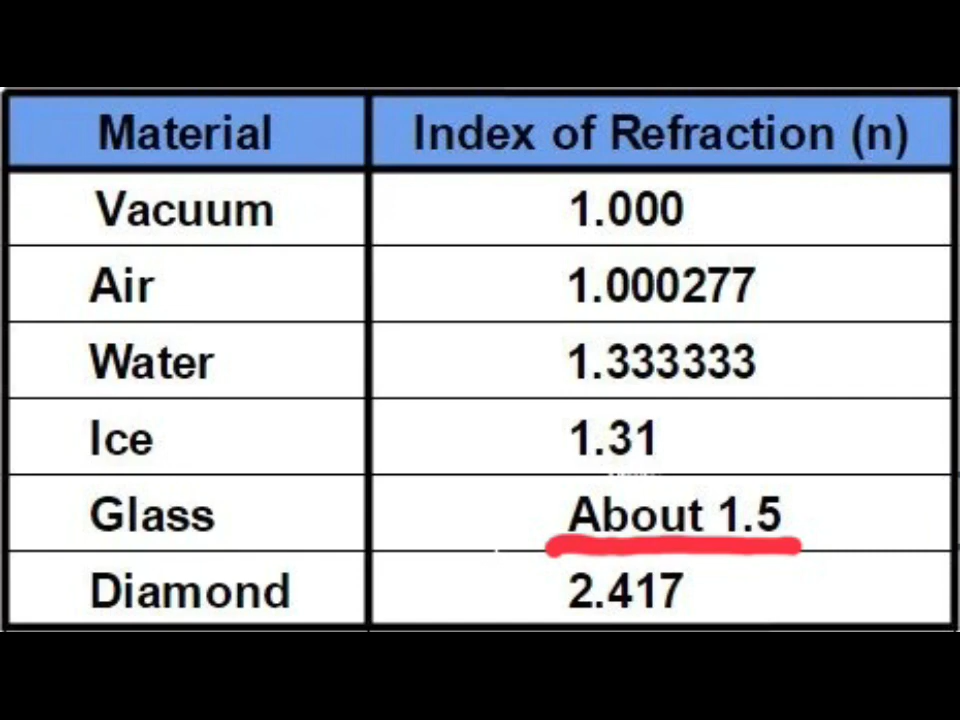 Material Index of Refraction (n)
Vacuum 1.000
Air 1.000277
Water 1.333333
Ice 1.31
Glass About 1.5
Diamond 2.417